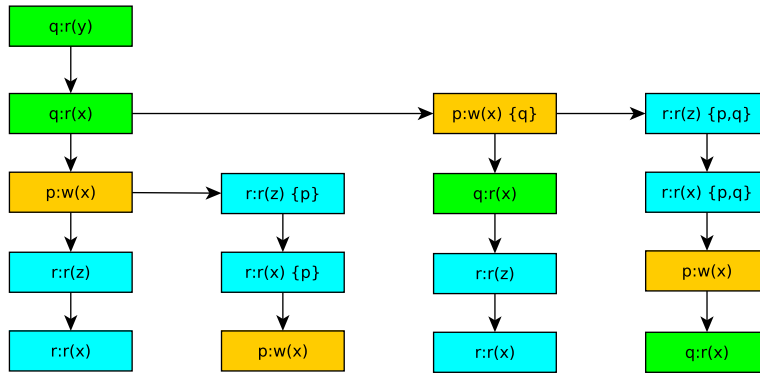 q:r(y)
q:r(x)
p:w(x) {q}
r:r(z) {p,q}
p:w(x)
r:r(z) {p}
q:r(x)
r:r(x) {p,q}
r:r(z)
r:r(x) {p}
r:r(z)
p:w(x)
r:r(x)
p:w(x)
r:r(x)
q:r(x)